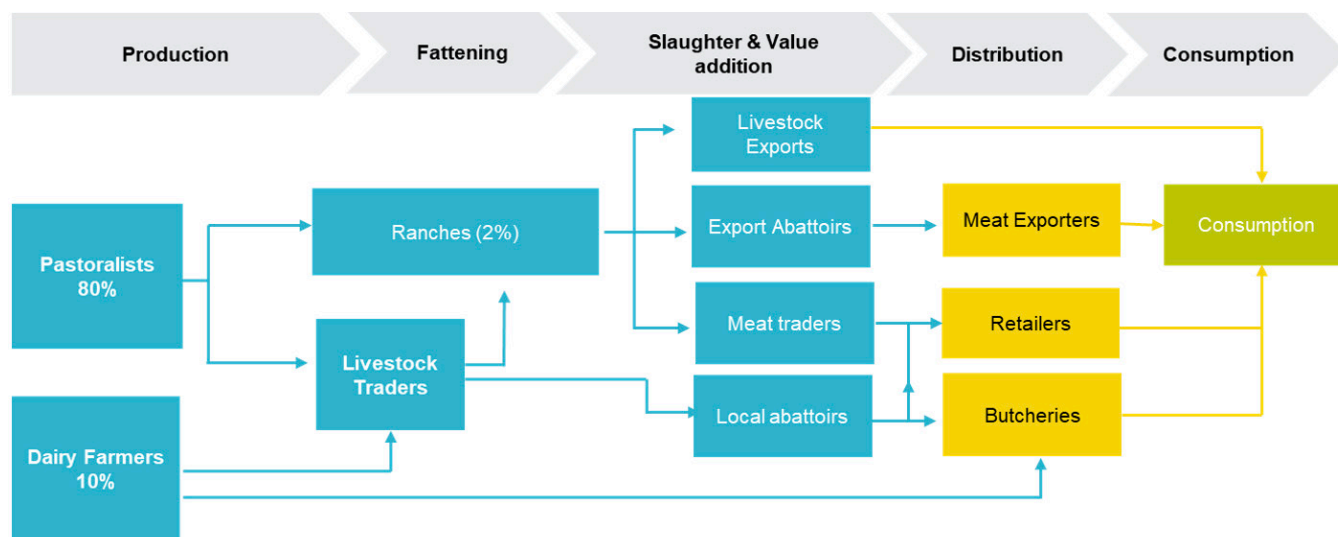 Production
Fattening
Slaughter & Value
addition
Distribution
Consumption
Livestock
Exports
Pastoralists
80%
Ranches (2%)
Export Abattoirs
Meat Exporters
Consumption
Livestock
Traders
Meat traders
Retailers
Dairy Farmers
10%
Local abattoirs
Butcheries